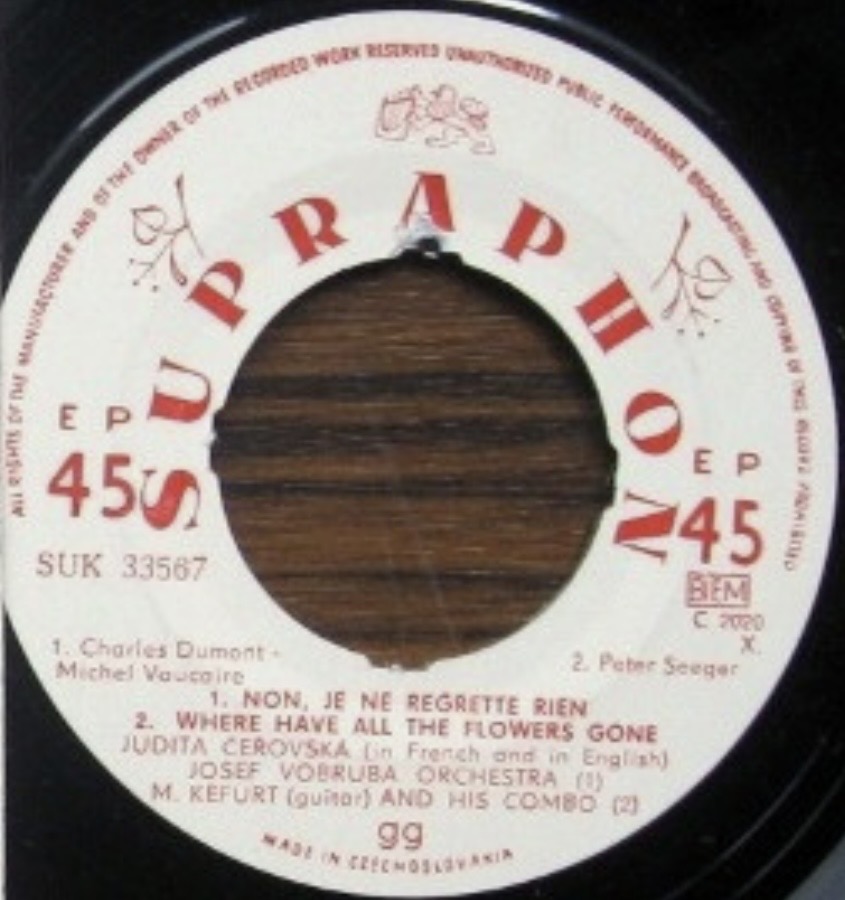 ALL RIGHTS OF THE MANUFACTURER AND OF THE OWNER OF THE RECORDED WORK RESERVED UNAUTHORIZED PUBLIC PERFORMANCE BROADCASTING AND COPYING OF THIS RECORD PROHIBITED
SUPRAPHON
EP
45
EP
45
SUK 33567
BIEM
C 2020
X.
1. Charles Dumont -
Michel Vaucaire
2. Peter Seeger
1. NON, JE NE REGRETTE RIEN
2. WHERE HAVE ALL THE FLOWERS GONE
JUDITA ČEROVSKÁ (in French and in English)
JOSEF VOBRUBA ORCHESTRA (1)
M. KEFURT (guitar) AND HIS COMBO (2)
gg
MADE IN CZECHOSLOVAKIA